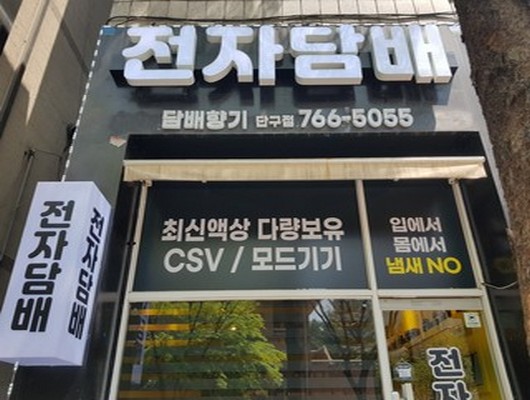 전자담배
담배향기 단구점 766-5055
최신액상 다량보유
CSV / 모드기기
입에서
몸에서
냄새 NO
전자담배
전자담배
전자